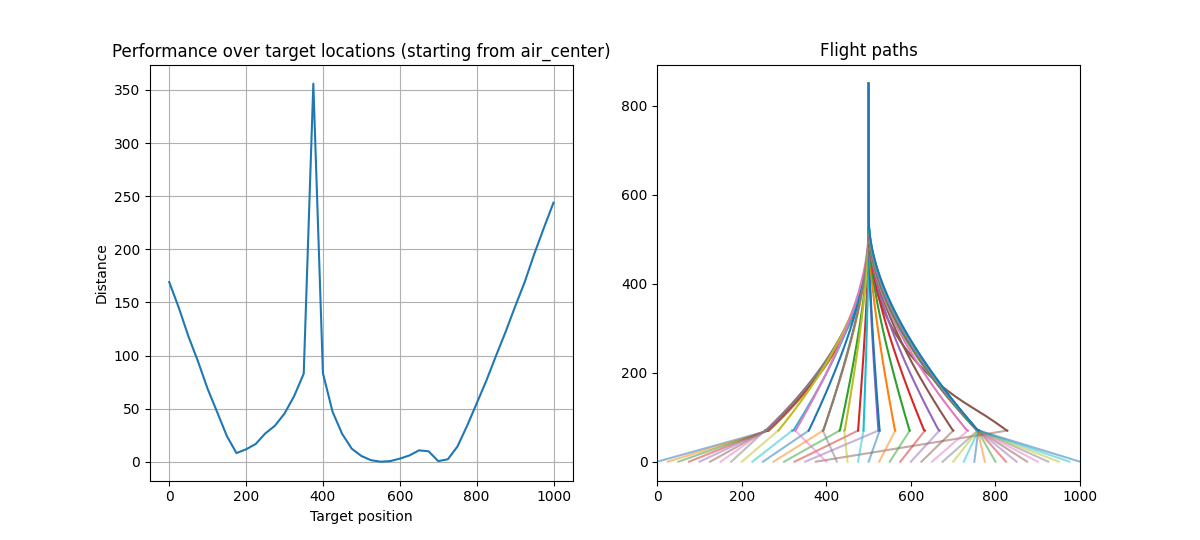 Performance over target locations (starting from air_center)
Distance
350
300
250
200
150
100
50
0
0 200 400 600 800 1000
Target position
Flight paths
800
600
400
200
0
0 200 400 600 800 1000